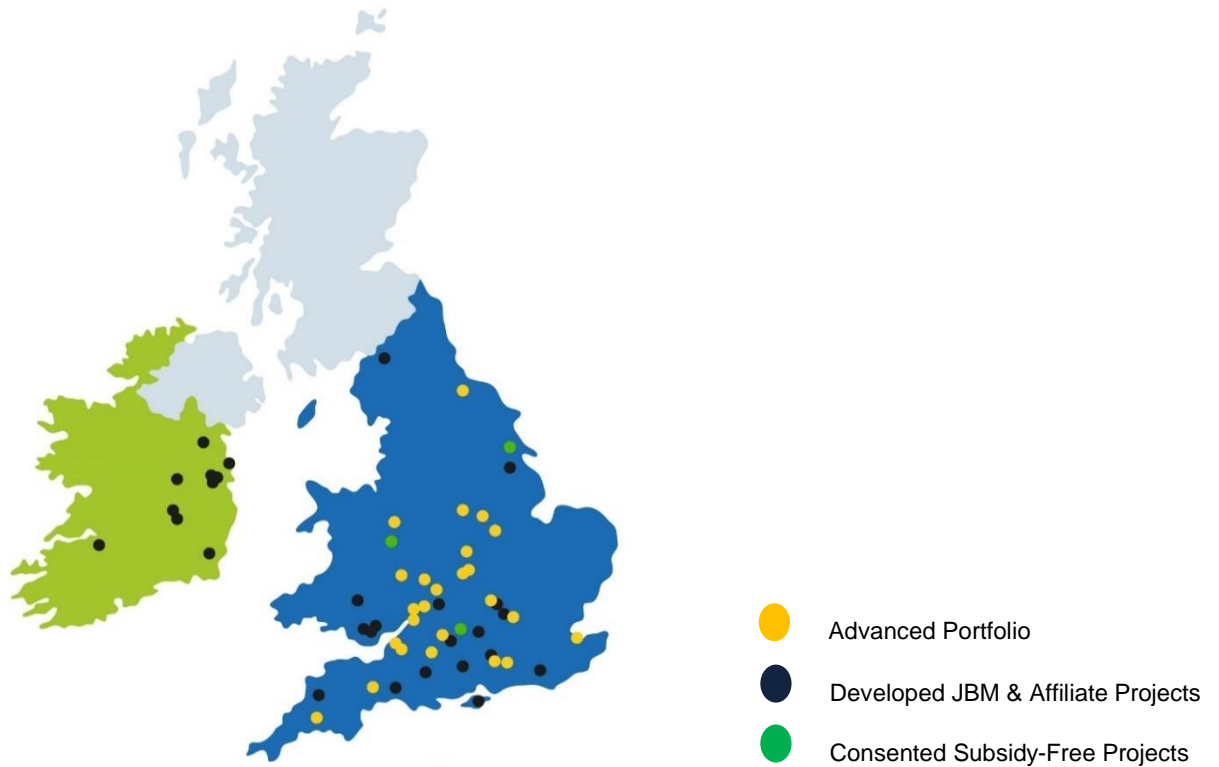 Advanced Portfolio
Developed JBM & Affiliate Projects
Consented Subsidy-Free Projects